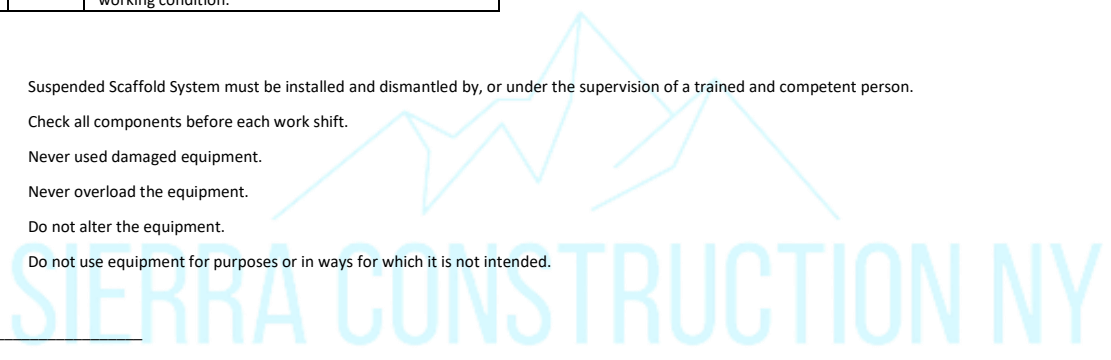 working condition.
Suspended Scaffold System must be installed and dismantled by, or under the supervision of a trained and competent person.
Check all components before each work shift.
Never used damaged equipment.
Never overload the equipment.
Do not alter the equipment.
Do not use equipment for purposes or in ways for which it is not intended.
SIERRA CONSTRUCTION NY